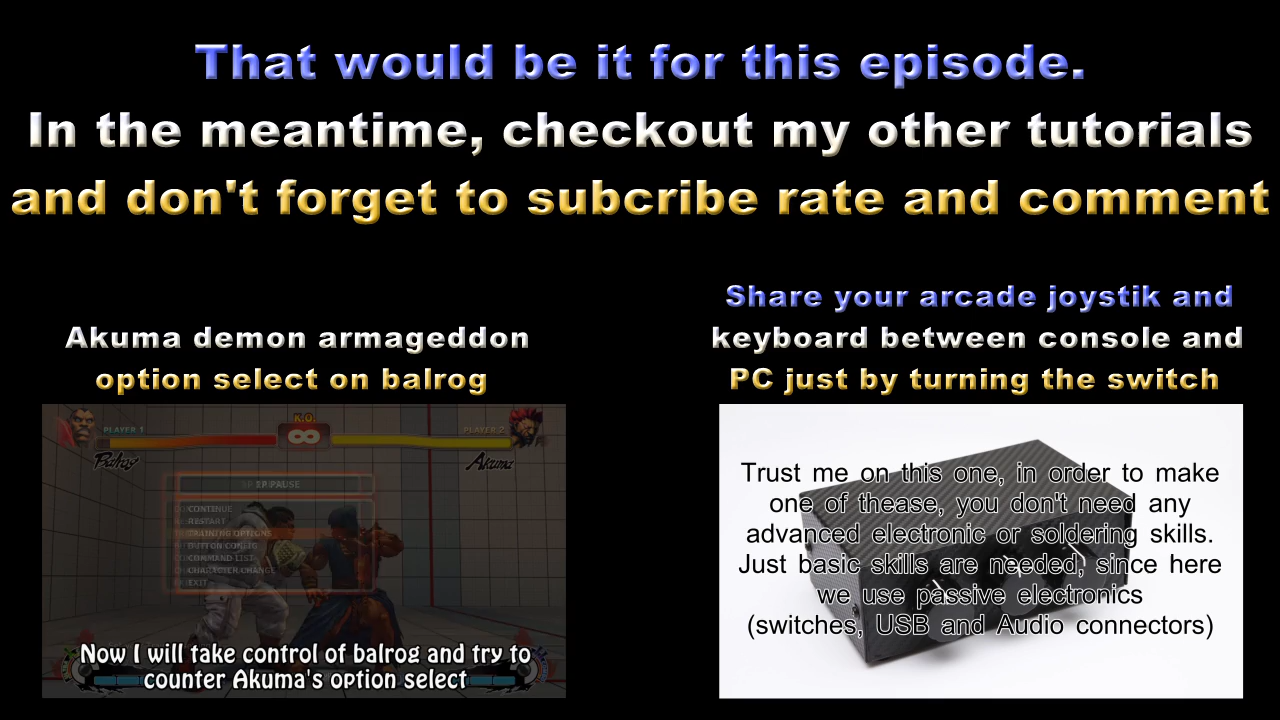 That would be it for this episode.
In the meantime, checkout my other tutorials
and don't forget to subcribe rate and comment
Akuma demon armageddon
option select on balrog
Share your arcade joystik and
keyboard between console and
PC just by turning the switch
K.O.
PLAYER 1
PLAYER 2
Balrog
Akuma
PAUSE
CONTINUE
RESTART
TRAINING OPTIONS
BUTTON CONFIG
COMMAND LIST
CHARACTER CHANGE
EXIT
Now I will take control of balrog and try to
counter Akuma's option select
Trust me on this one, in order to make
one of thease, you don't need any
advanced electronic or soldering skills.
Just basic skills are needed, since here
we use passive electronics
(switches, USB and Audio connectors)